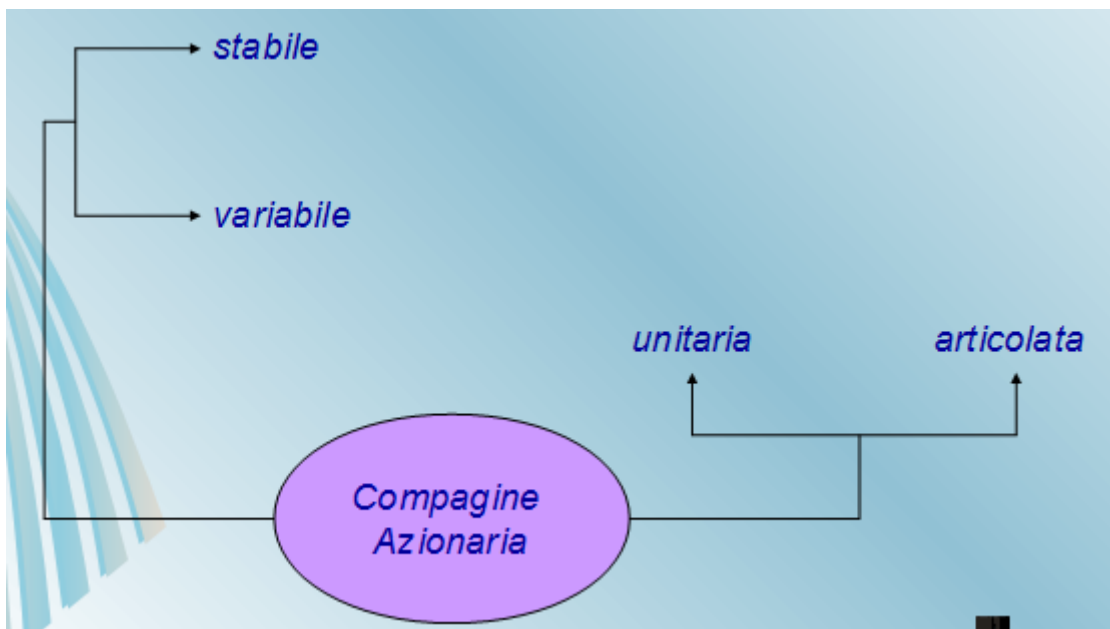 stabile
variabile
unitaria
articolata
Compagine
Azionaria